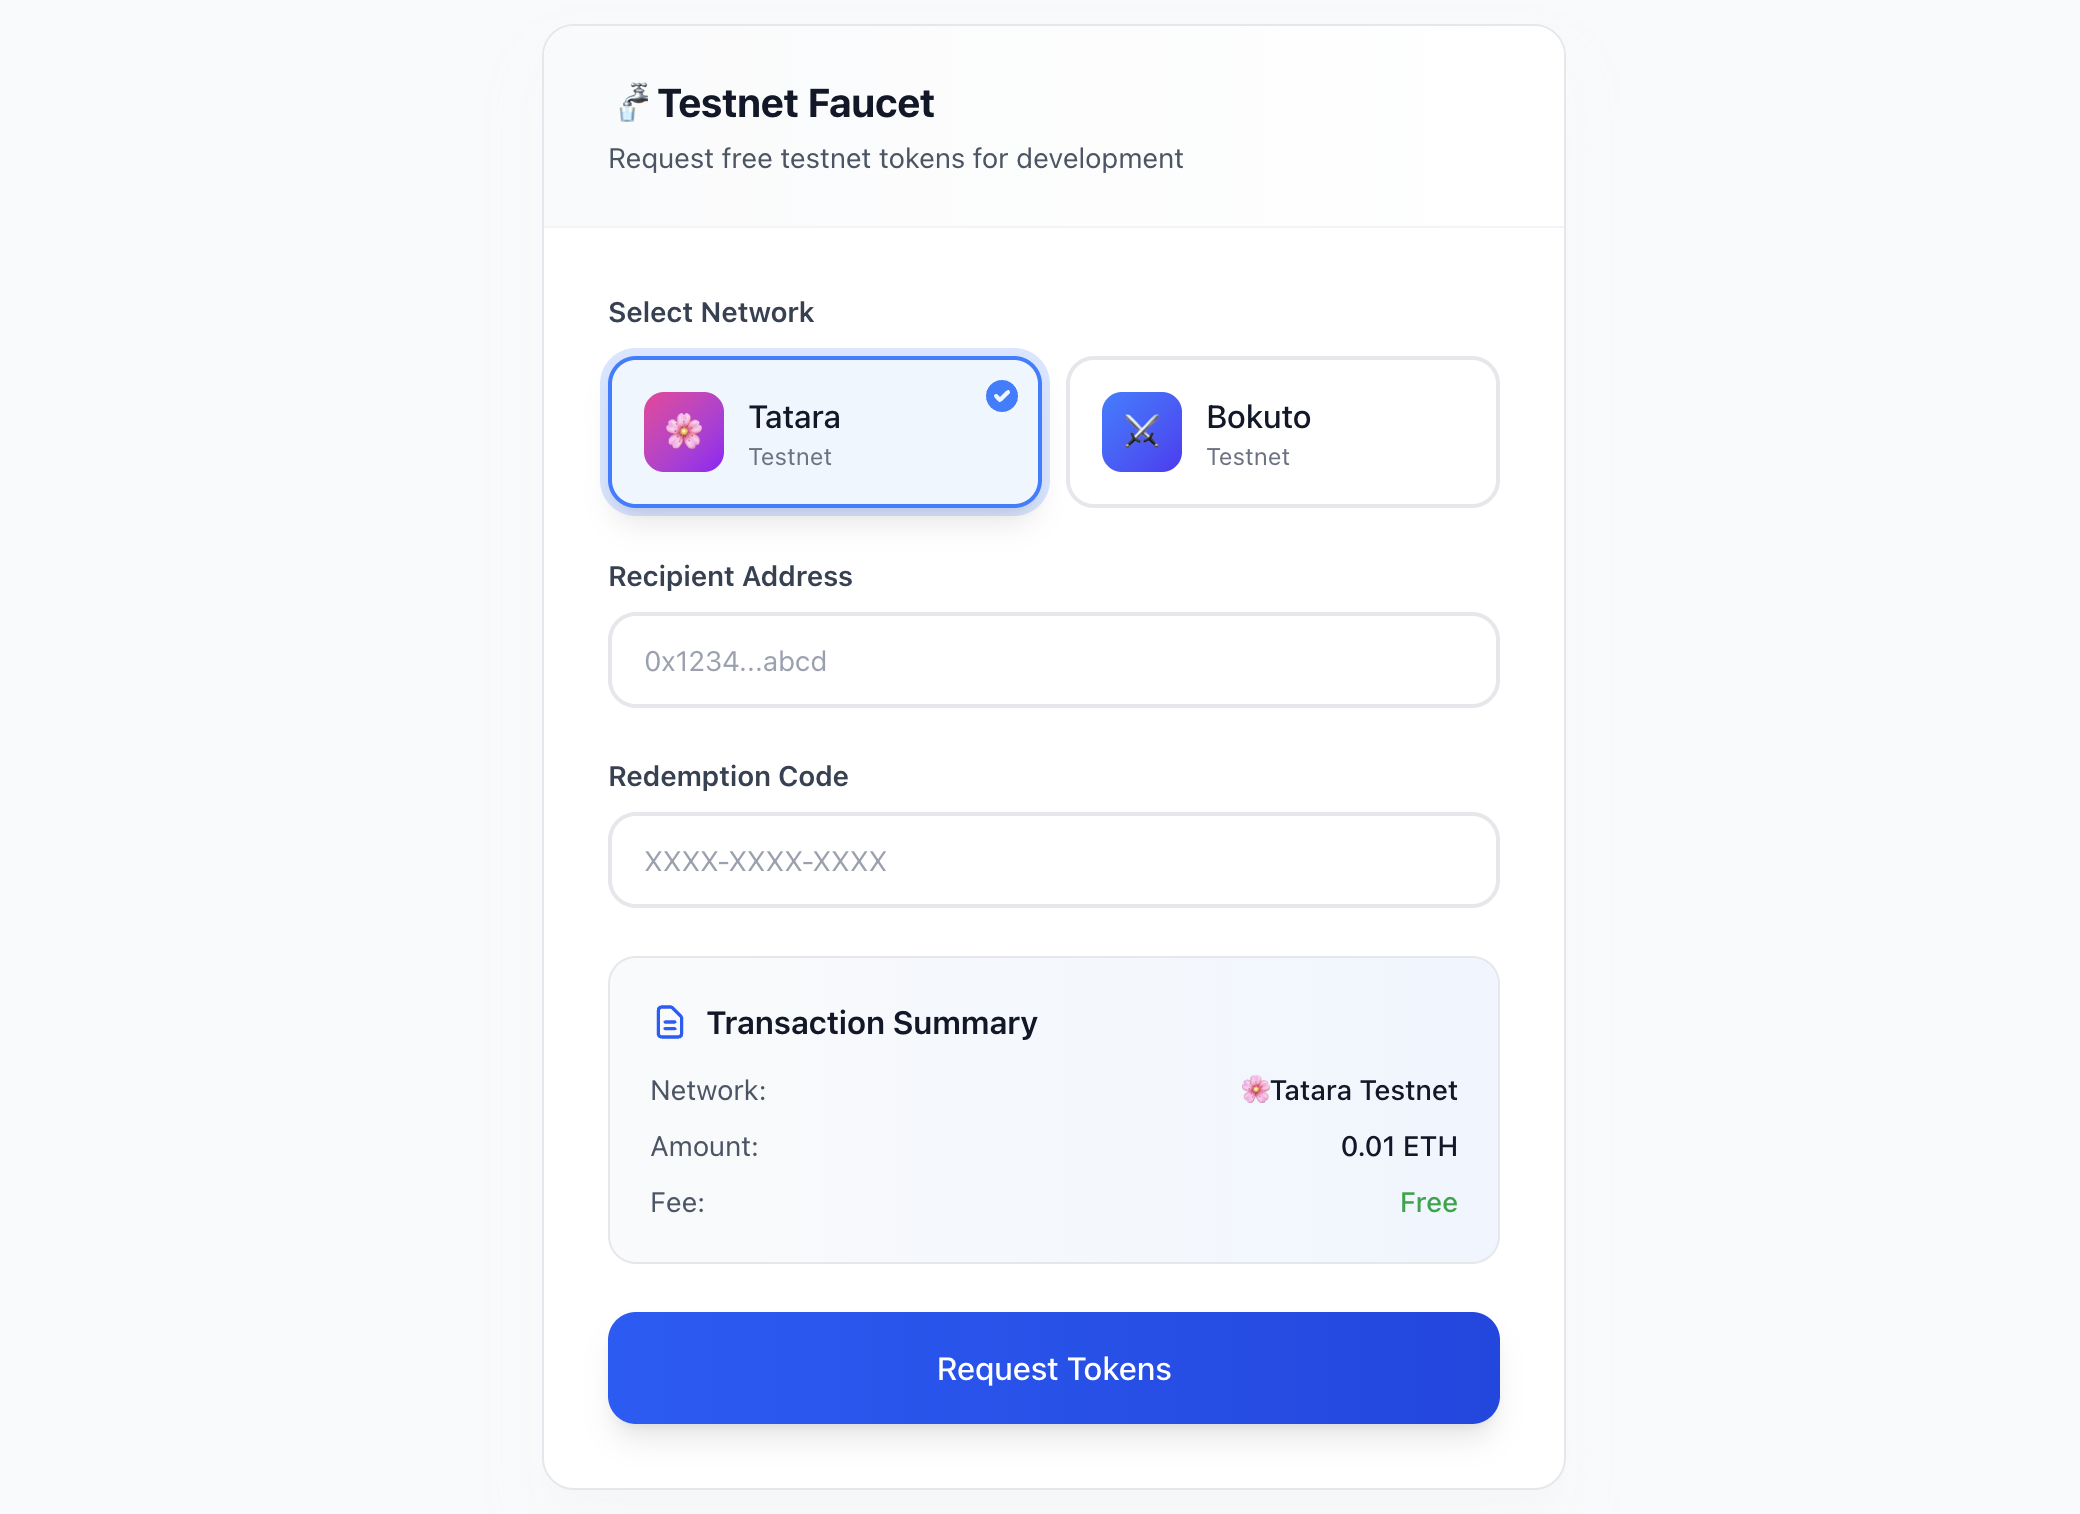 Testnet Faucet
Request free testnet tokens for development
Select Network
Tatara
Testnet
Bokuto
Testnet
Recipient Address
0x1234...abcd
Redemption Code
XXXX-XXXX-XXXX
Transaction Summary
Network: Tatara Testnet
Amount: 0.01 ETH
Fee: Free
Request Tokens